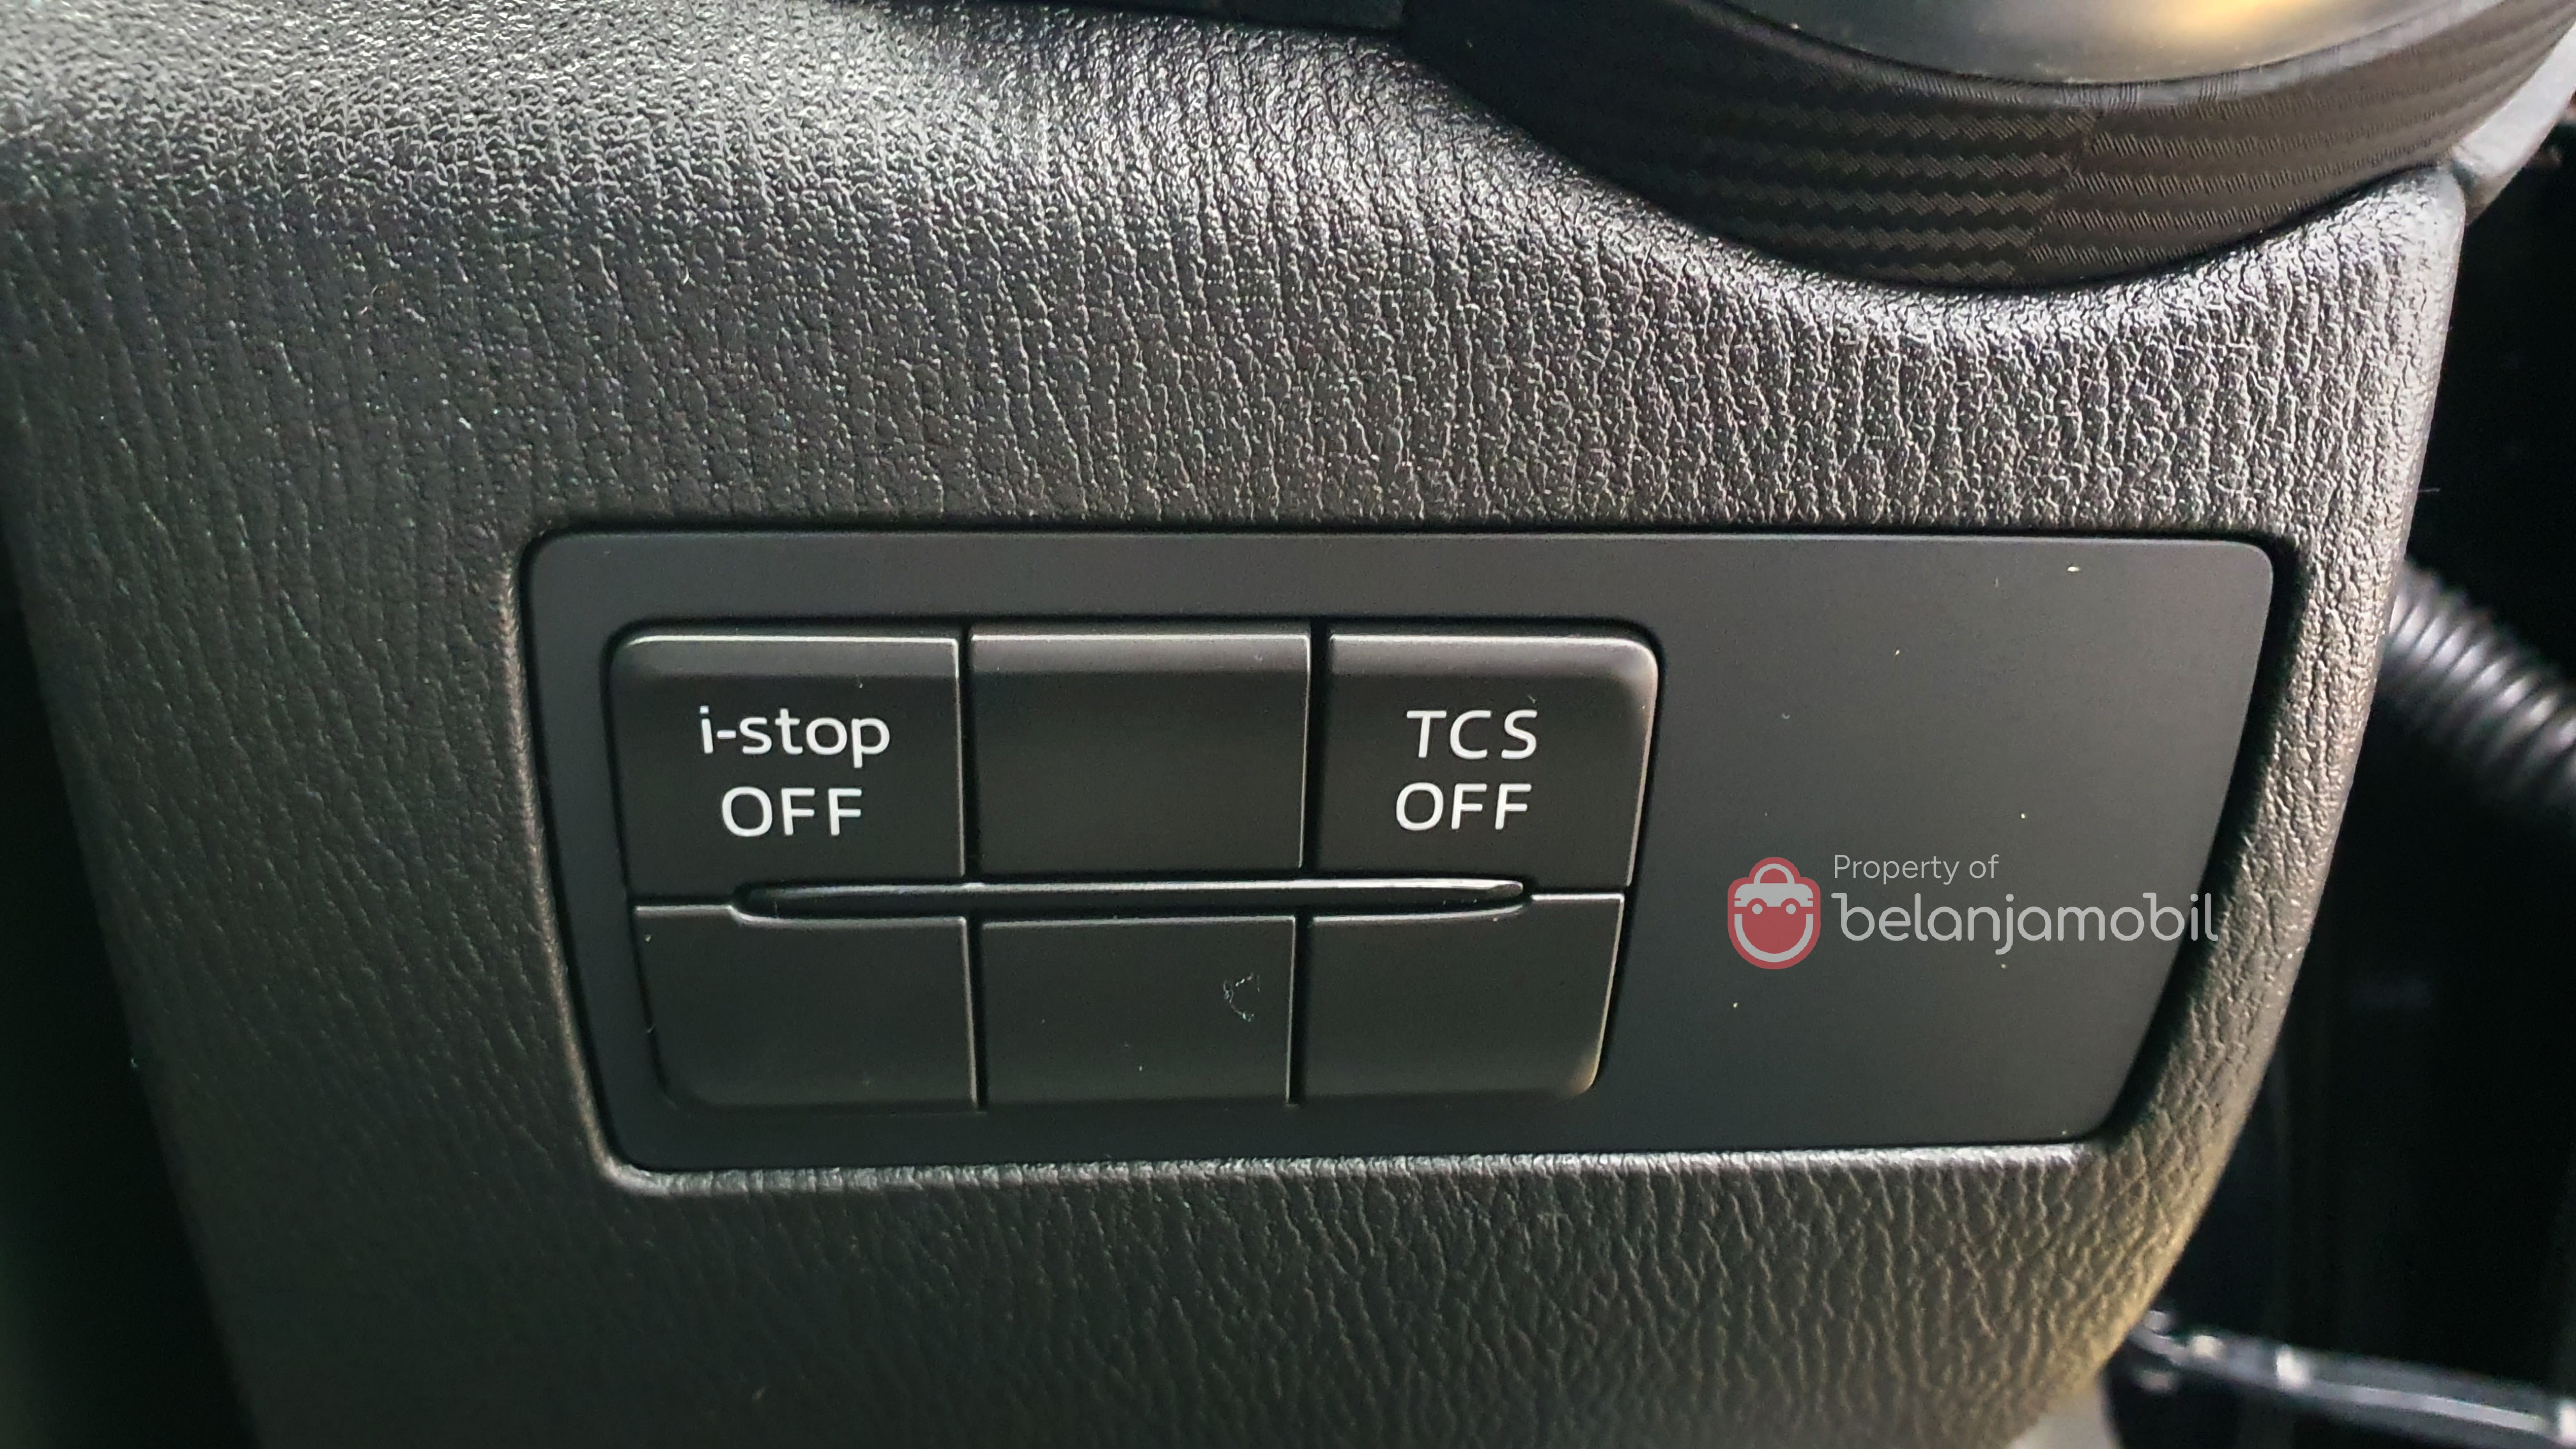 i-stop
OFF
TCS
OFF
Property of
belanjamobil